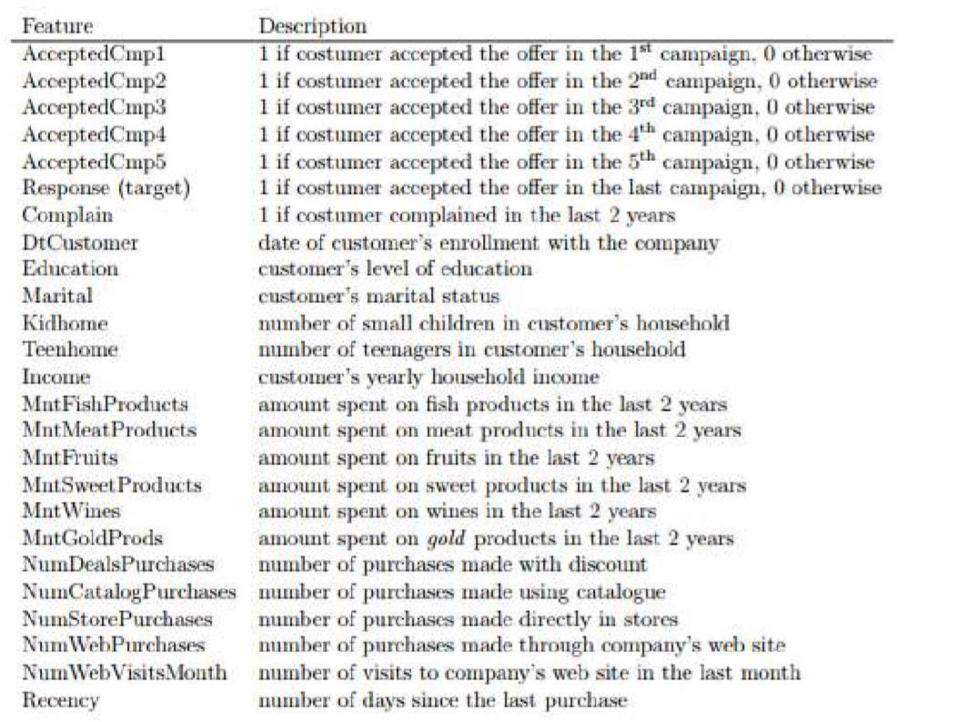 Feature Description
AcceptedCmp1 1 if costumer accepted the offer in the 1st campaign, 0 otherwise
AcceptedCmp2 1 if costumer accepted the offer in the 2nd campaign, 0 otherwise
AcceptedCmp3 1 if costumer accepted the offer in the 3rd campaign, 0 otherwise
AcceptedCmp4 1 if costumer accepted the offer in the 4th campaign, 0 otherwise
AcceptedCmp5 1 if costumer accepted the offer in the 5th campaign, 0 otherwise
Response (target) 1 if costumer accepted the offer in the last campaign, 0 otherwise
Complain 1 if costumer complained in the last 2 years
DtCustomer date of customer's enrollment with the company
Education customer's level of education
Marital customer's marital status
Kidhome number of small children in customer's household
Teenhome number of teenagers in customer's household
Income customer's yearly household income
MntFishProducts amount spent on fish products in the last 2 years
MntMeatProducts amount spent on meat products in the last 2 years
MntFruits amount spent on fruits in the last 2 years
MntSweetProducts amount spent on sweet products in the last 2 years
MntWines amount spent on wines in the last 2 years
MntGoldProds amount spent on gold products in the last 2 years
NumDealsPurchases number of purchases made with discount
NumCatalogPurchases number of purchases made using catalogue
NumStorePurchases number of purchases made directly in stores
NumWebPurchases number of purchases made through company's web site
NumWebVisitsMonth number of visits to company's web site in the last month
Recency number of days since the last purchase